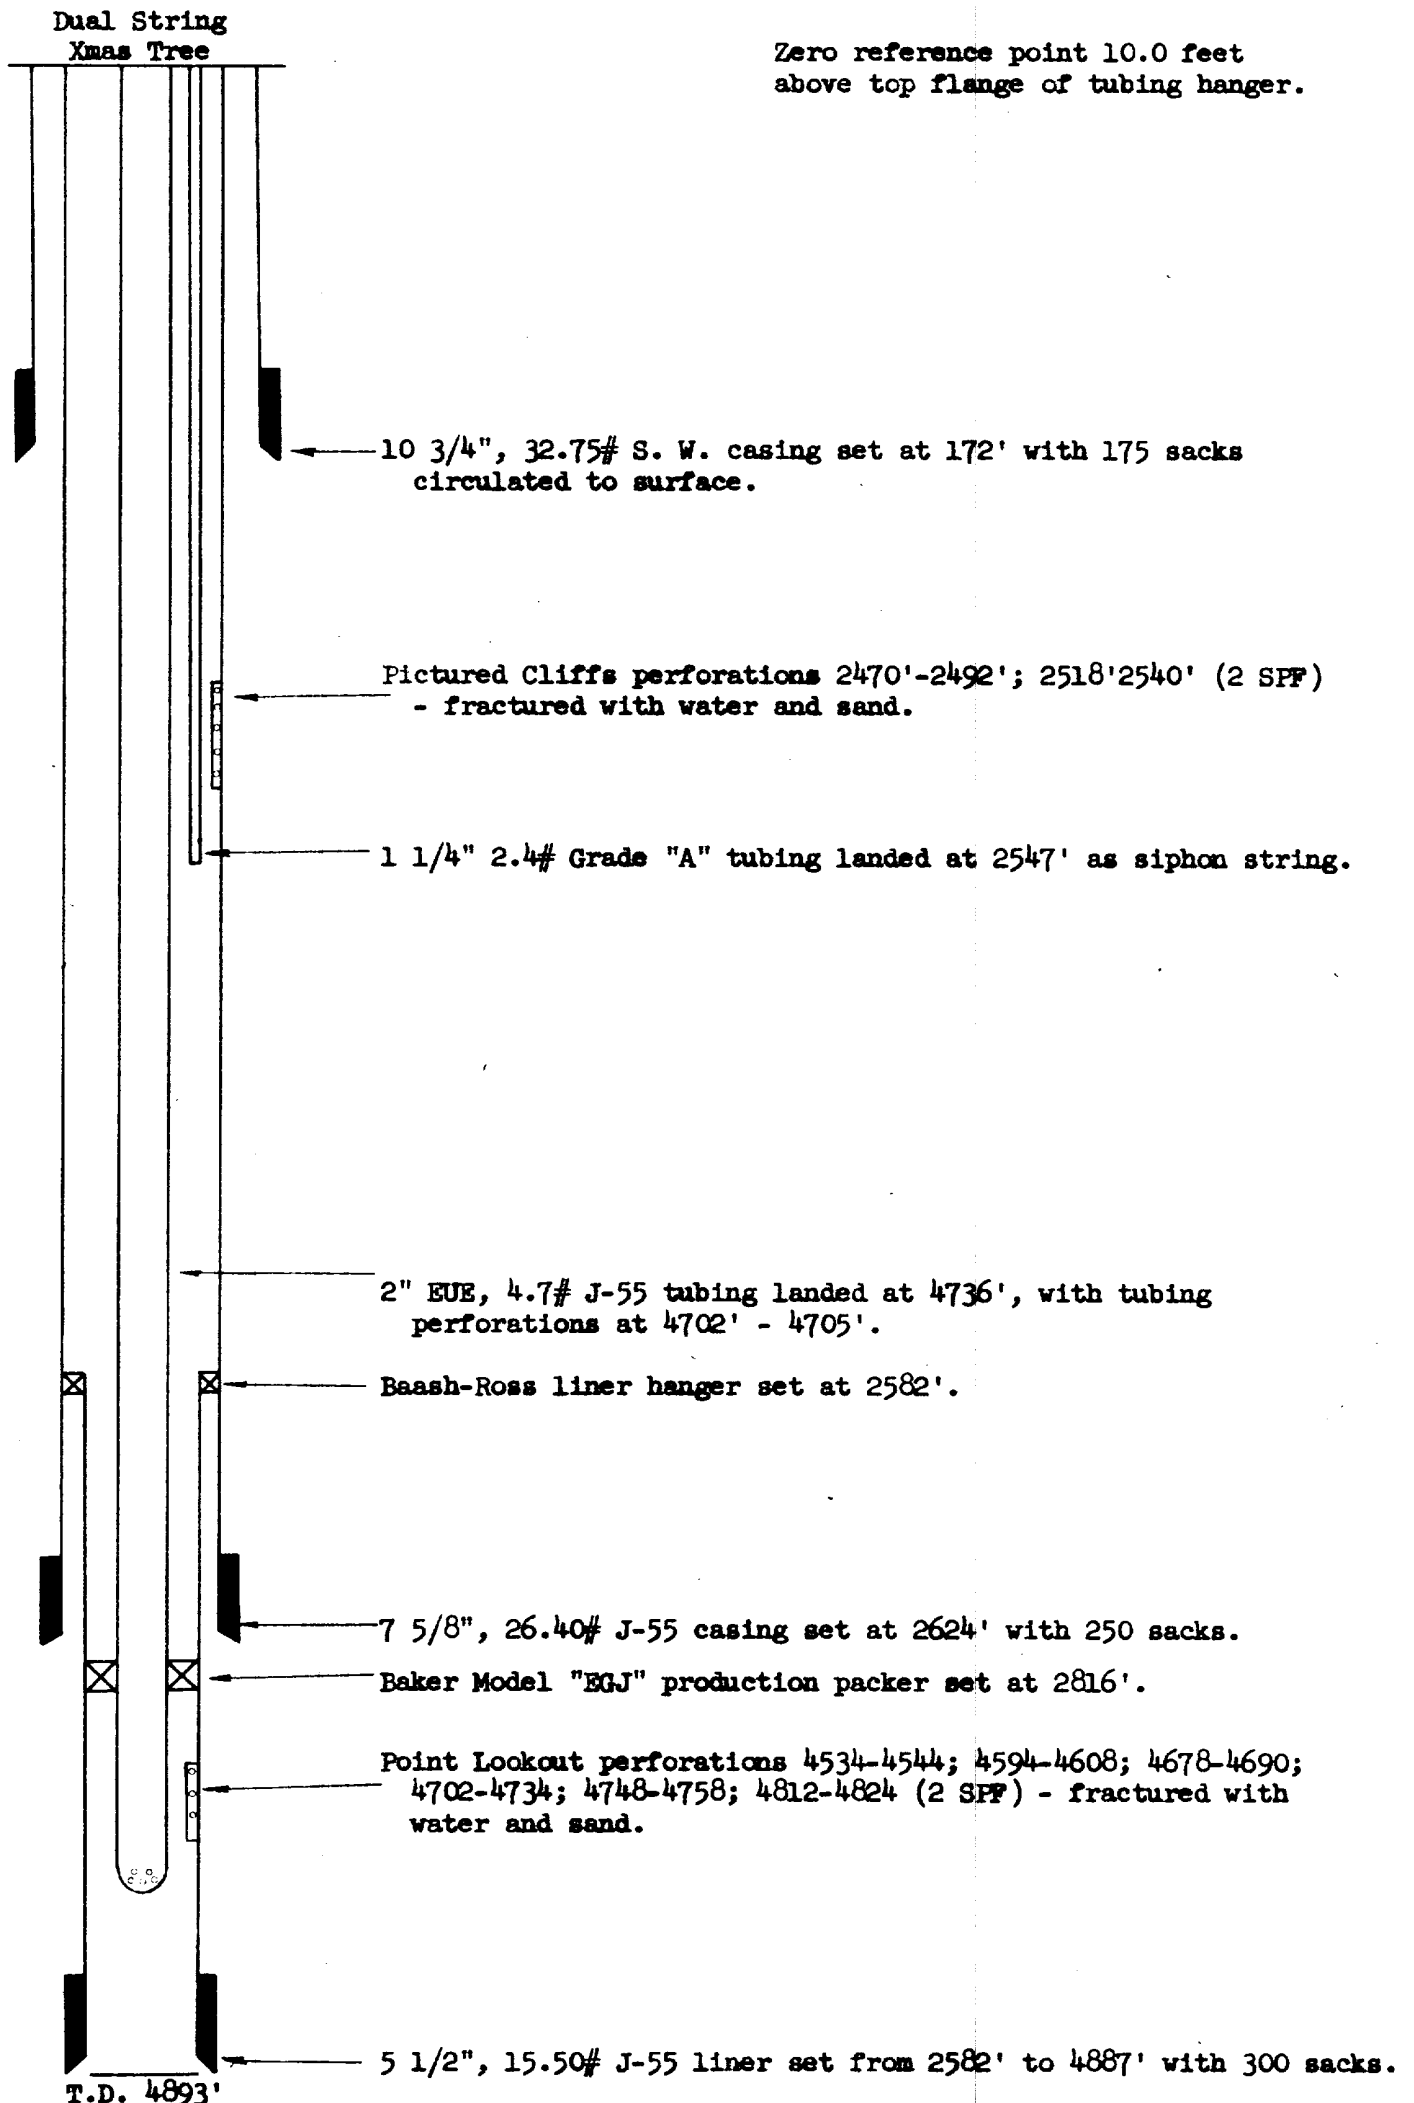 Dual String
Xmas Tree
Zero reference point 10.0 feet
above top flange of tubing hanger.
10 3/4", 32.75# S. W. casing set at 172' with 175 sacks
circulated to surface.
Pictured Cliffs perforations 2470'-2492'; 2518'2540' (2 SPF)
- fractured with water and sand.
1 1/4" 2.4# Grade "A" tubing landed at 2547' as siphon string.
2" EUE, 4.7# J-55 tubing landed at 4736', with tubing
perforations at 4702' - 4705'.
Baash-Ross liner hanger set at 2582'.
7 5/8", 26.40# J-55 casing set at 2624' with 250 sacks.
Baker Model "EGJ" production packer set at 2816'.
Point Lookout perforations 4534-4544; 4594-4608; 4678-4690;
4702-4734; 4748-4758; 4812-4824 (2 SPF) - fractured with
water and sand.
5 1/2", 15.50# J-55 liner set from 2582' to 4887' with 300 sacks.
T.D. 4893'